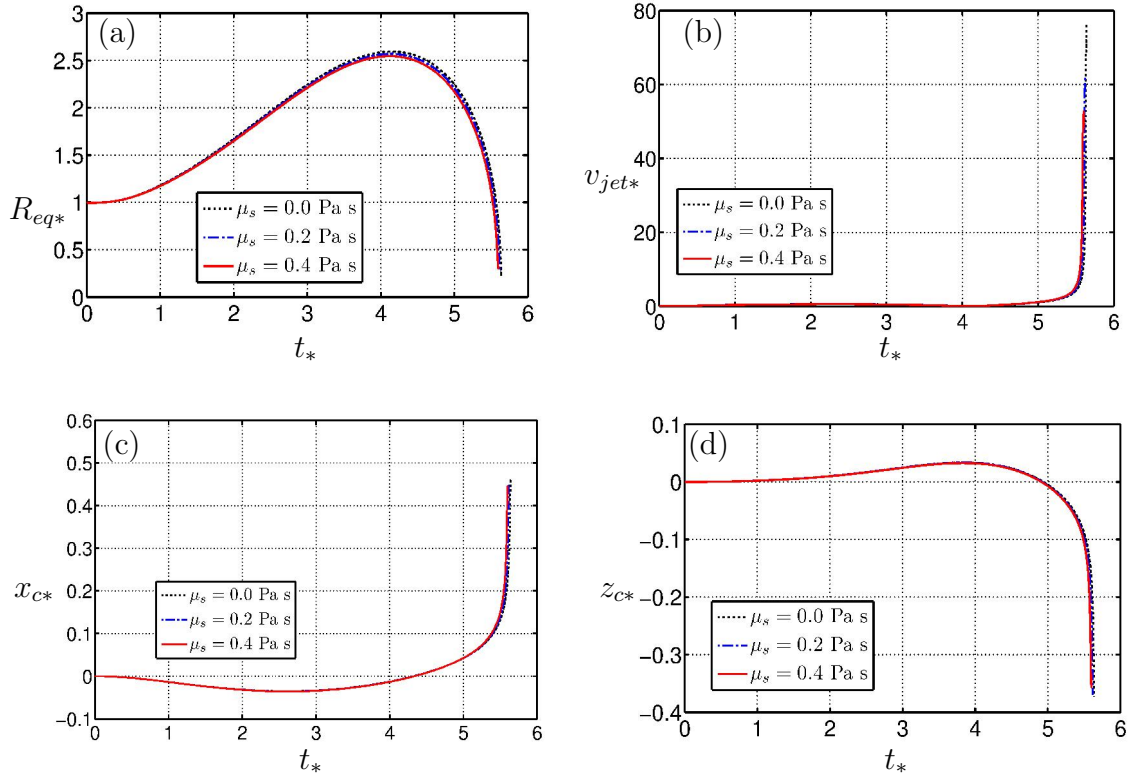 (a)
3
2.5
2
1.5
1
0.5
0
R_{eq*}
μ_s = 0.0 Pa s
μ_s = 0.2 Pa s
μ_s = 0.4 Pa s
0 1 2 3 4 5 6
t_*
(b)
80
60
40
20
0
v_{jet*}
μ_s = 0.0 Pa s
μ_s = 0.2 Pa s
μ_s = 0.4 Pa s
0 1 2 3 4 5 6
t_*
(c)
0.6
0.5
0.4
0.3
0.2
0.1
0
−0.1
x_{c*}
μ_s = 0.0 Pa s
μ_s = 0.2 Pa s
μ_s = 0.4 Pa s
0 1 2 3 4 5 6
t_*
(d)
0.1
0
−0.1
−0.2
−0.3
−0.4
z_{c*}
μ_s = 0.0 Pa s
μ_s = 0.2 Pa s
μ_s = 0.4 Pa s
0 1 2 3 4 5 6
t_*